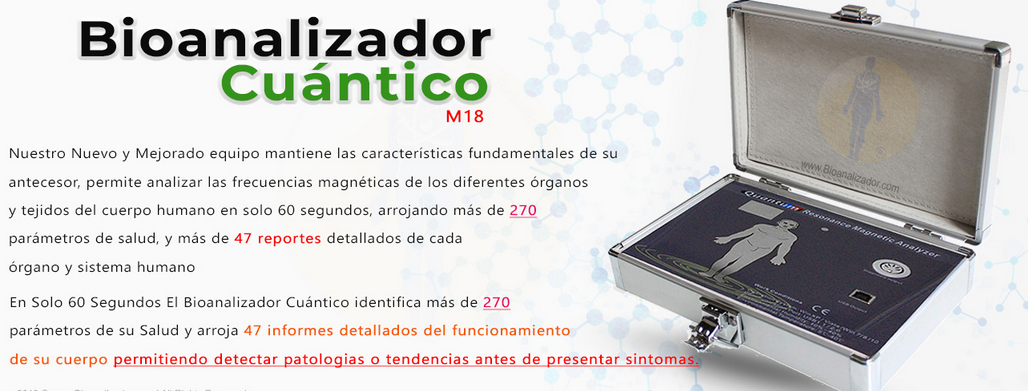 Bioanalizador
Cuántico
M18
Nuestro Nuevo y Mejorado equipo mantiene las características fundamentales de su
antecesor, permite analizar las frecuencias magnéticas de los diferentes órganos
y tejidos del cuerpo humano en solo 60 segundos, arrojando más de 270
parámetros de salud, y más de 47 reportes detallados de cada
órgano y sistema humano
En Solo 60 Segundos El Bioanalizador Cuántico identifica más de 270
parámetros de su Salud y arroja 47 informes detallados del funcionamiento
de su cuerpo permitiendo detectar patologias o tendencias antes de presentar sintomas.
www.Bioanalizador.com
Quantum Resonance Magnetic Analyzer